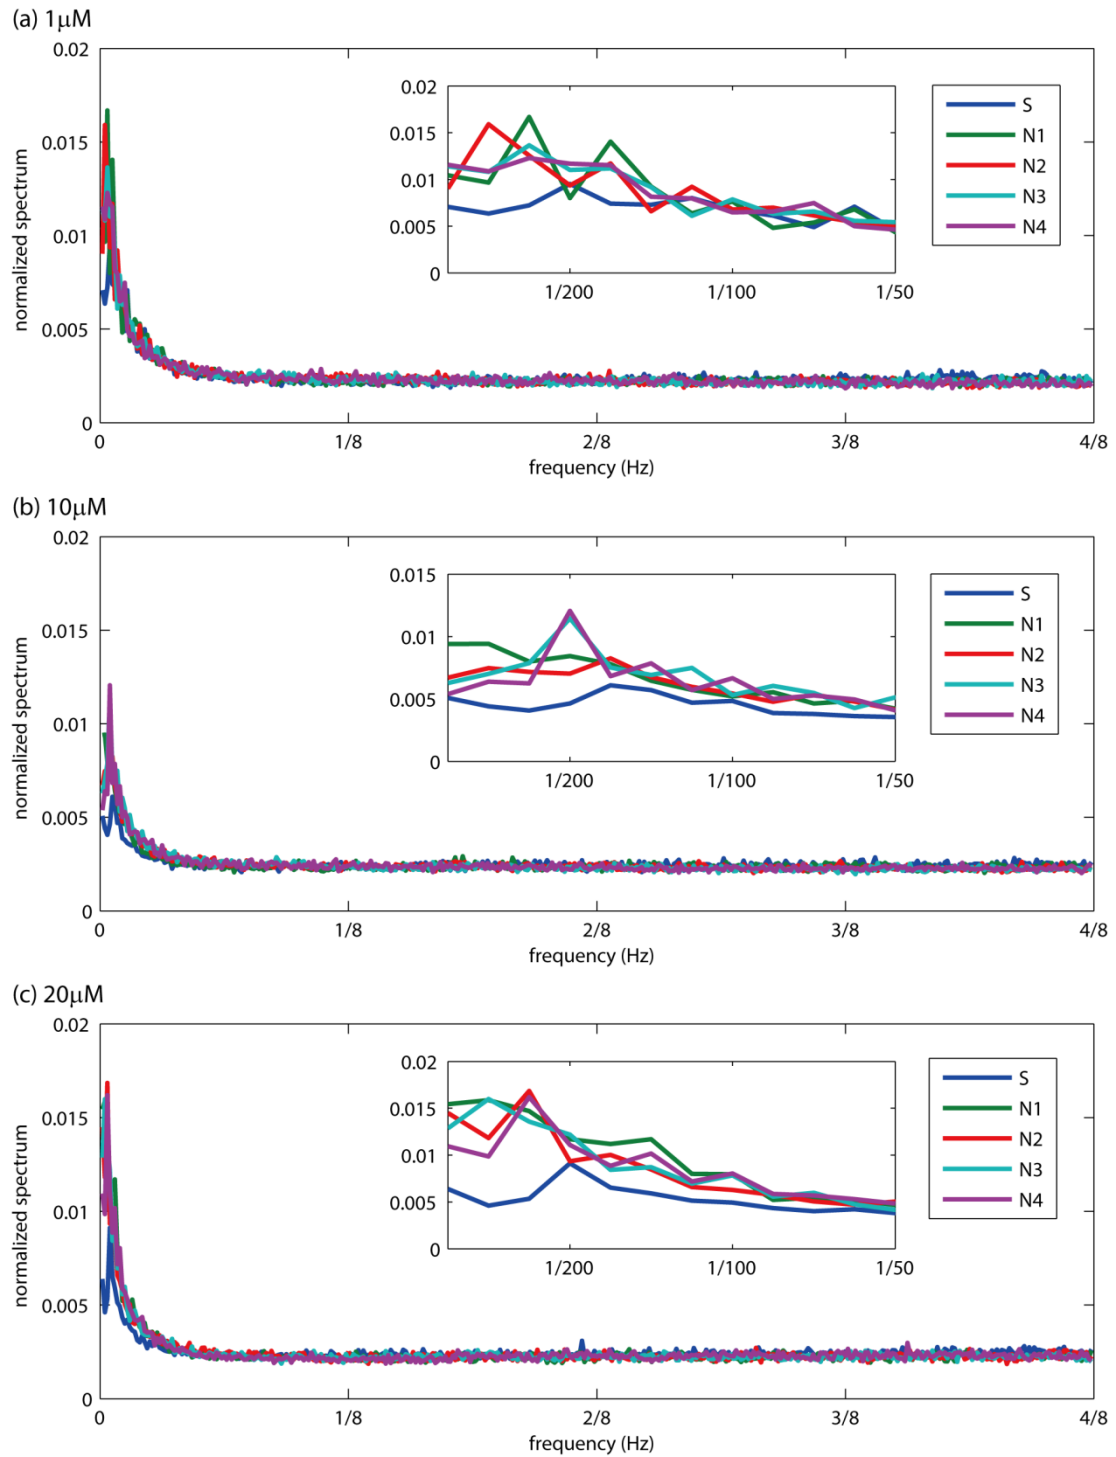 (a) 1μM
0.02
0.015
0.01
0.005
0
normalized spectrum
0 1/8 2/8 3/8 4/8
frequency (Hz)
0.02
0.015
0.01
0.005
0
1/200 1/100 1/50
S
N1
N2
N3
N4
(b) 10μM
0.02
0.015
0.01
0.005
0
normalized spectrum
0 1/8 2/8 3/8 4/8
frequency (Hz)
0.015
0.01
0.005
0
1/200 1/100 1/50
S
N1
N2
N3
N4
(c) 20μM
0.02
0.015
0.01
0.005
0
normalized spectrum
0 1/8 2/8 3/8 4/8
frequency (Hz)
0.02
0.015
0.01
0.005
0
1/200 1/100 1/50
S
N1
N2
N3
N4